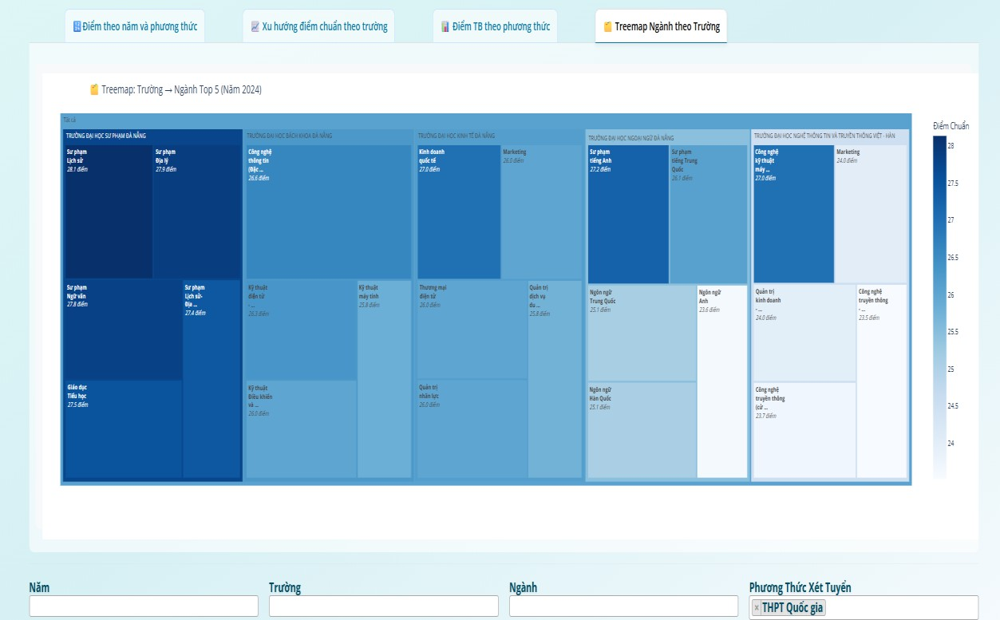 Điểm theo năm và phương thức
Xu hướng điểm chuẩn theo trường
Điểm TB theo phương thức
Treemap Ngành theo Trường
Treemap: Trường → Ngành Top 5 (Năm 2024)
Tất cả
TRƯỜNG ĐẠI HỌC SƯ PHẠM ĐÀ NẴNG
Sư phạm
Lịch sử
28.1 điểm
Sư phạm
Địa lý
27.9 điểm
Sư phạm
Ngữ văn
27.8 điểm
Sư phạm
Lịch sử-
Địa ...
27.4 điểm
Giáo dục
Tiểu học
27.5 điểm
TRƯỜNG ĐẠI HỌC BÁCH KHOA ĐÀ NẴNG
Công nghệ
thông tin
(Đặc ...
26.6 điểm
Kỹ thuật
điện tử
- ...
26.3 điểm
Kỹ thuật
máy tính
25.8 điểm
Kỹ thuật
Điều khiển
và ...
26.0 điểm
TRƯỜNG ĐẠI HỌC KINH TẾ ĐÀ NẴNG
Kinh doanh
quốc tế
27.0 điểm
Marketing
26.0 điểm
Thương mại
điện tử
26.0 điểm
Quản trị
dịch vụ
du ...
25.8 điểm
Quản trị
nhân lực
26.0 điểm
TRƯỜNG ĐẠI HỌC NGOẠI NGỮ ĐÀ NẴNG
Sư phạm
tiếng Anh
27.2 điểm
Sư phạm
tiếng Trung
Quốc
26.1 điểm
Ngôn ngữ
Trung Quốc
25.1 điểm
Ngôn ngữ
Anh
23.6 điểm
Ngôn ngữ
Hàn Quốc
25.1 điểm
TRƯỜNG ĐẠI HỌC NGHỆ THÔNG TIN VÀ TRUYỀN THÔNG VIỆT - HÀN
Công nghệ
kỹ thuật
máy ...
27.0 điểm
Marketing
24.0 điểm
Quản trị
kinh doanh
- ...
24.0 điểm
Công nghệ
truyền thông
- ...
23.5 điểm
Công nghệ
truyền thông
(cử ...
23.7 điểm
Điểm Chuẩn
28
27.5
27
26.5
26
25.5
25
24.5
24
Năm
Trường
Ngành
Phương Thức Xét Tuyển
× THPT Quốc gia